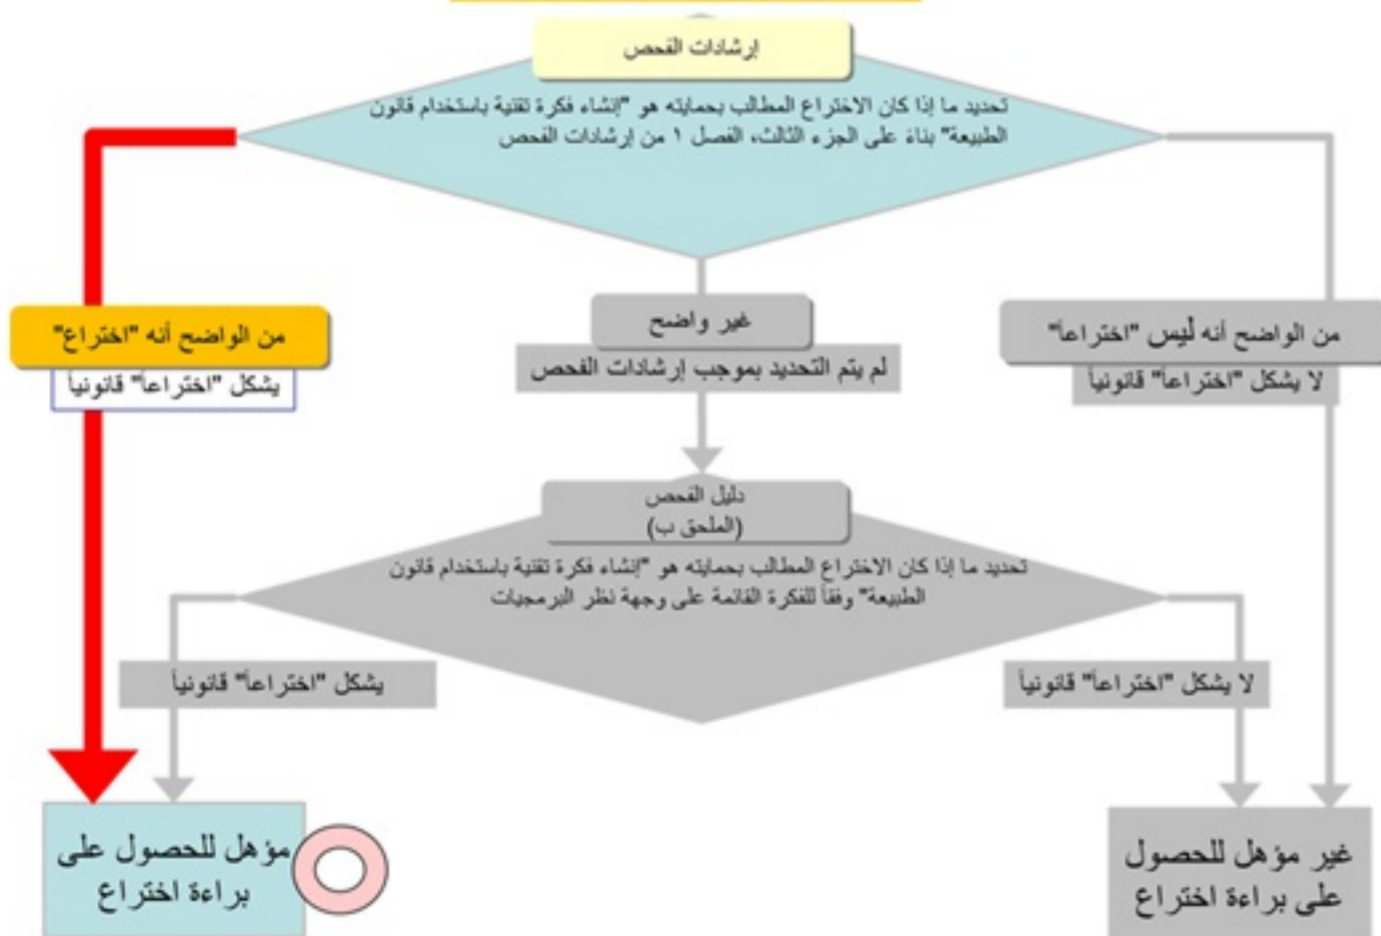 إرشادات الفحص
تحديد ما إذا كان الاختراع المطالب بحمايته هو "إنشاء فكرة تقنية باستخدام قانون
الطبيعة" بناءً على الجزء الثالث، الفصل ١ من إرشادات الفحص
من الواضح أنه "اختراع"
يشكل "اختراعاً" قانونياً
غير واضح
لم يتم التحديد بموجب إرشادات الفحص
من الواضح أنه ليس "اختراعاً"
لا يشكل "اختراعاً" قانونياً
دليل الفحص
(الملحق ب)
تحديد ما إذا كان الاختراع المطالب بحمايته هو "إنشاء فكرة تقنية باستخدام قانون
الطبيعة" وفقاً للفكرة القائمة على وجهة نظر البرمجيات
يشكل "اختراعاً" قانونياً
لا يشكل "اختراعاً" قانونياً
مؤهل للحصول على
براءة اختراع
غير مؤهل للحصول
على براءة اختراع